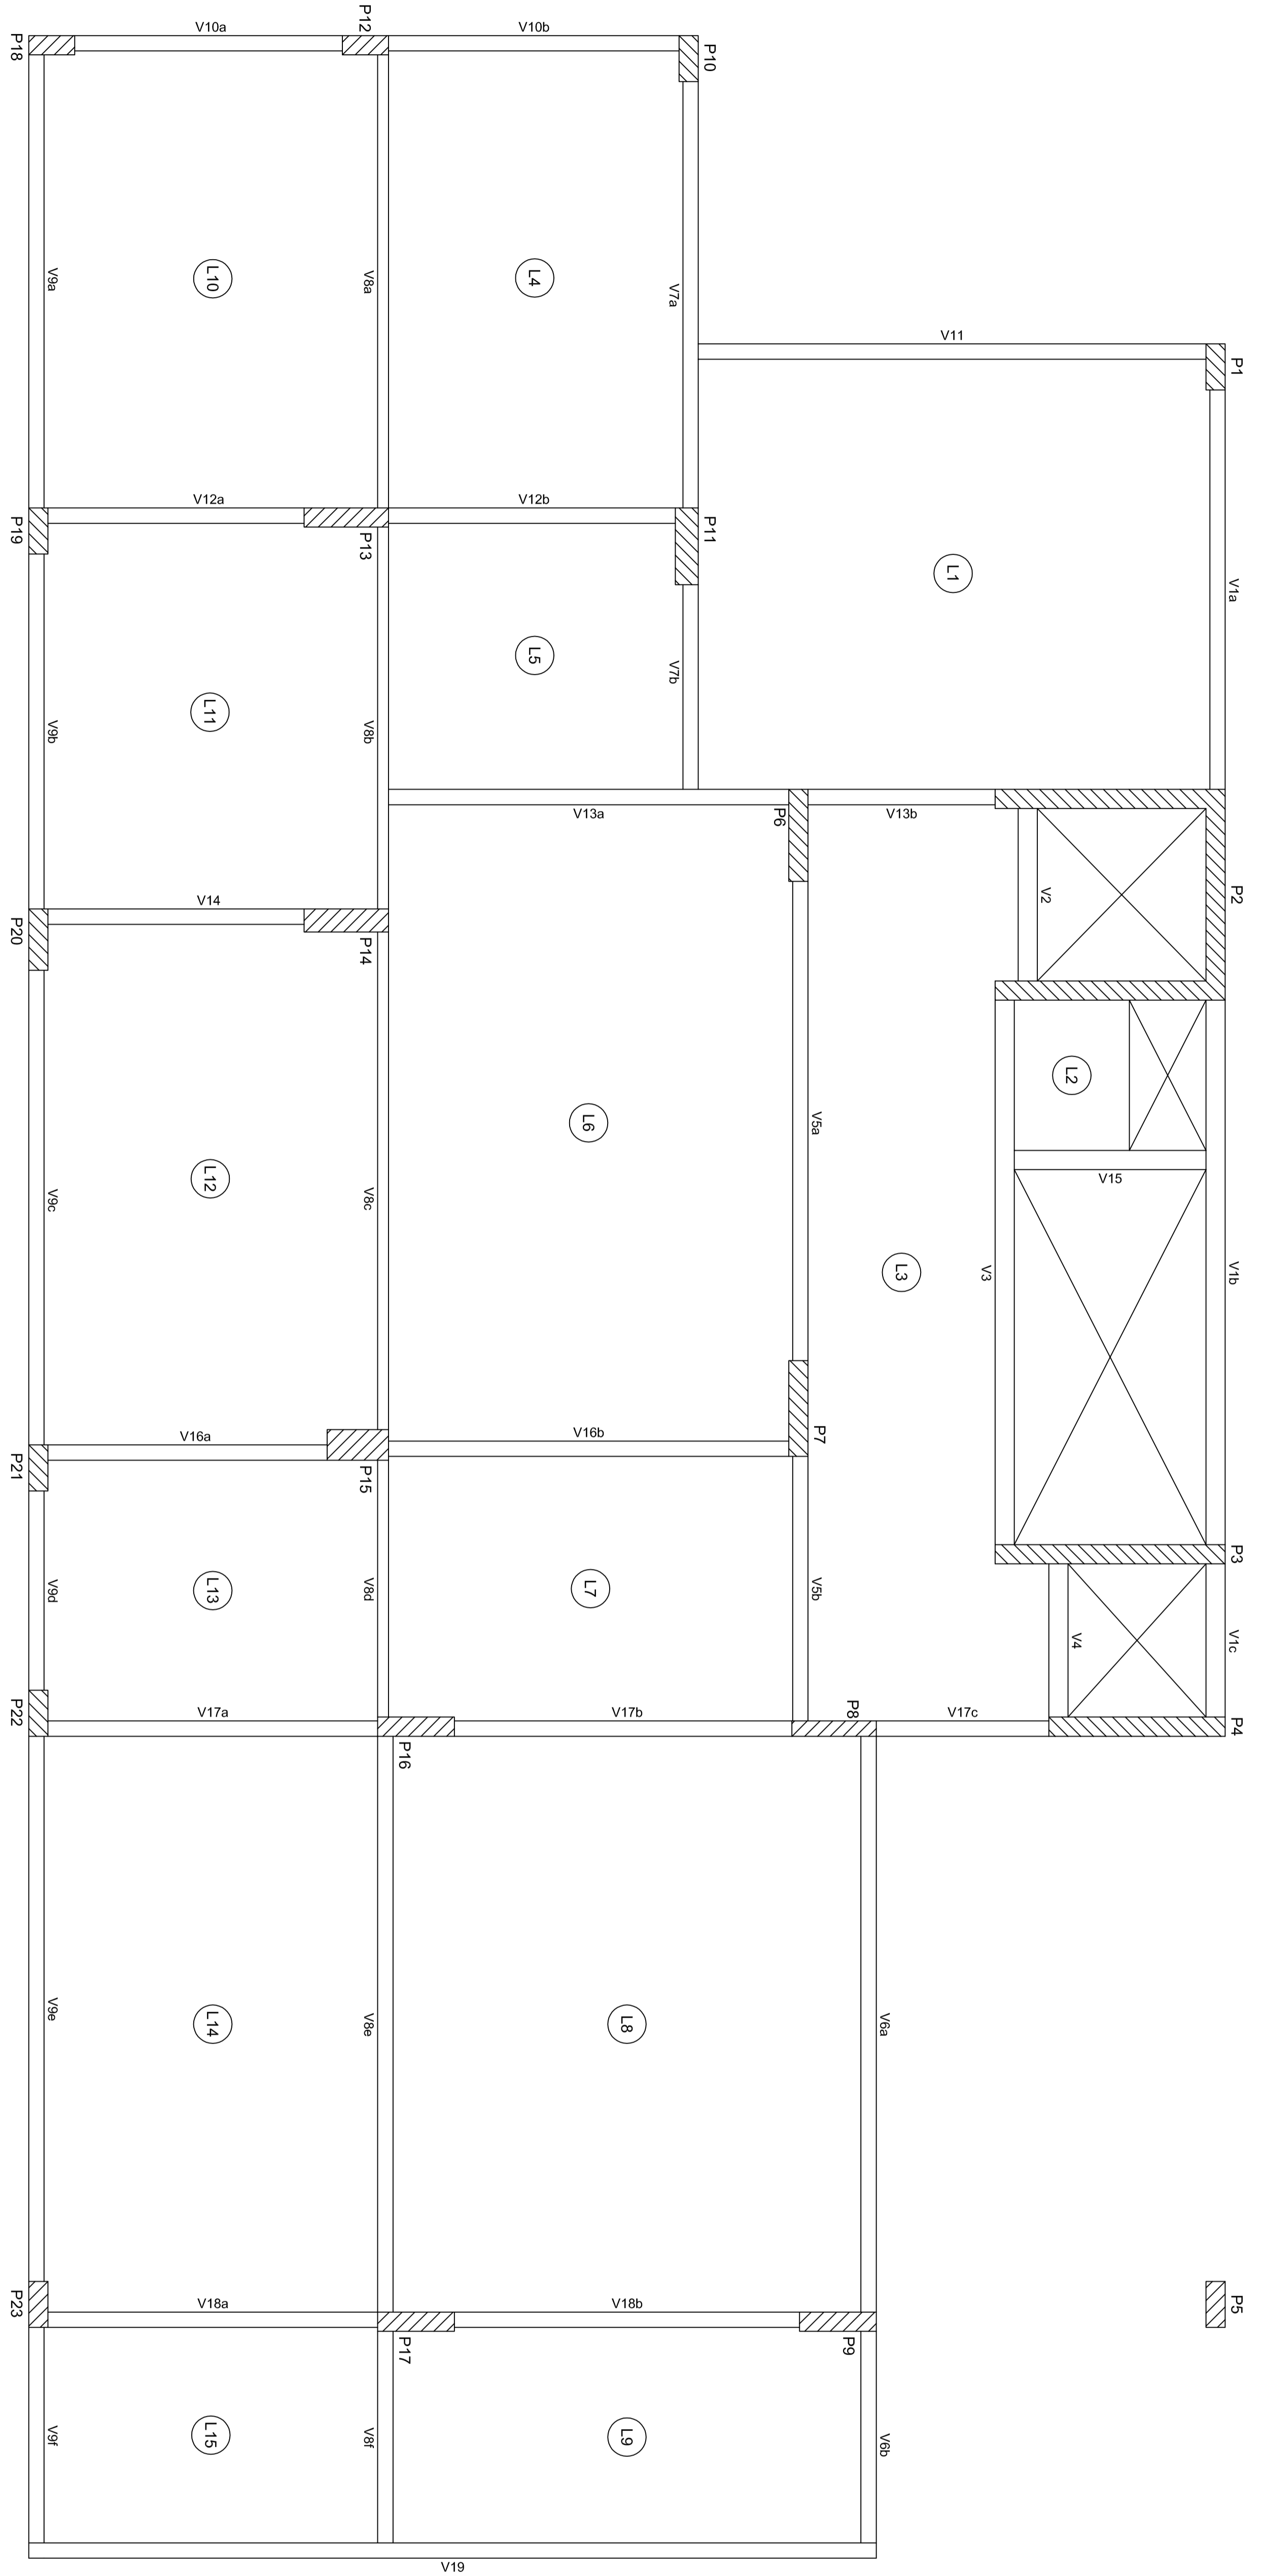 P1
V1a
P2
V1b
P3
V1c
P4
P5
V11
L1
V2
L2
V15
V3
V4
V13b
L3
V17c
P10
V7a
P11
V7b
P6
V5a
P7
V5b
P8
V6a
P9
V6b
V10b
L4
V12b
L5
V13a
L6
V16b
L7
V17b
L8
V18b
L9
P12
V8a
P13
V8b
P14
V8c
P15
V8d
P16
V8e
P17
V8f
V10a
L10
V12a
L11
V14
L12
V16a
L13
V17a
L14
V18a
L15
V19
P18
V9a
P19
V9b
P20
V9c
P21
V9d
P22
V9e
P23
V9f